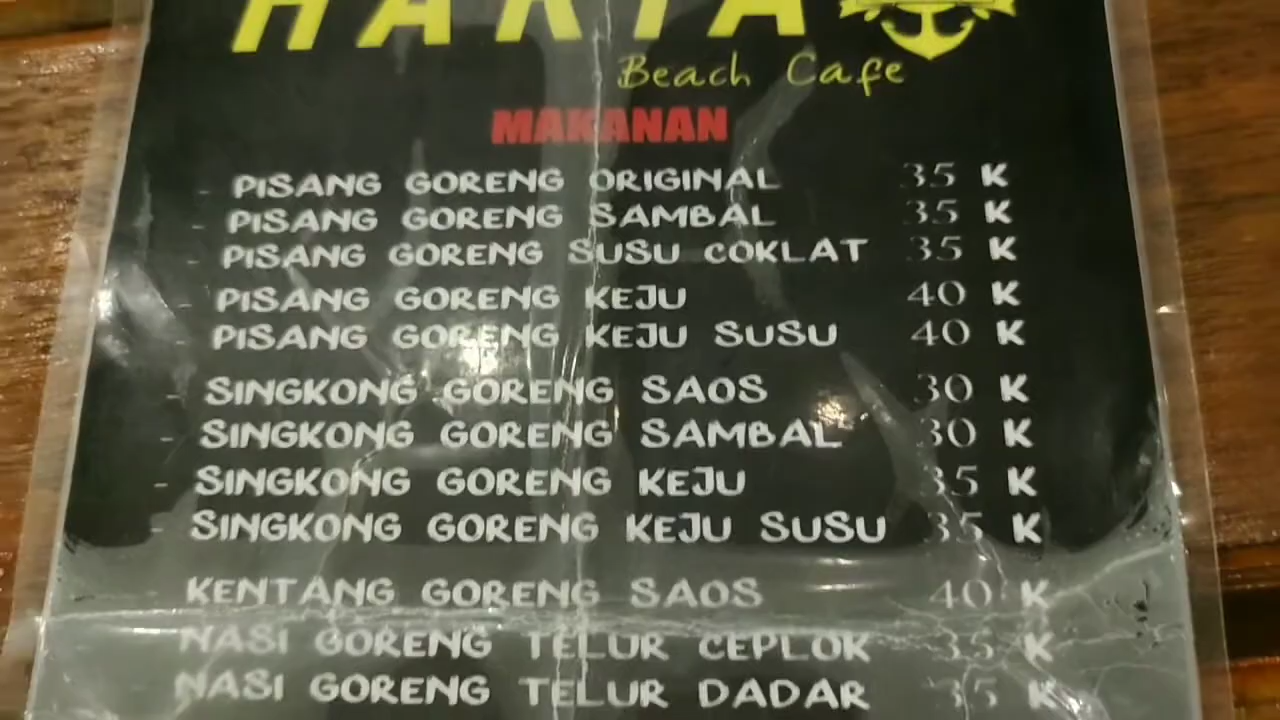 Beach Cafe
MAKANAN
- PISANG GORENG ORIGINAL 35 K
- PISANG GORENG SAMBAL 35 K
- PISANG GORENG SUSU COKLAT 35 K
- PISANG GORENG KEJU 40 K
- PISANG GORENG KEJU SUSU 40 K
- SINGKONG GORENG SAOS 30 K
- SINGKONG GORENG SAMBAL 30 K
- SINGKONG GORENG KEJU 35 K
- SINGKONG GORENG KEJU SUSU 35 K
KENTANG GORENG SAOS 40 K
NASI GORENG TELUR CEPLOK 35 K
NASI GORENG TELUR DADAR 35 K